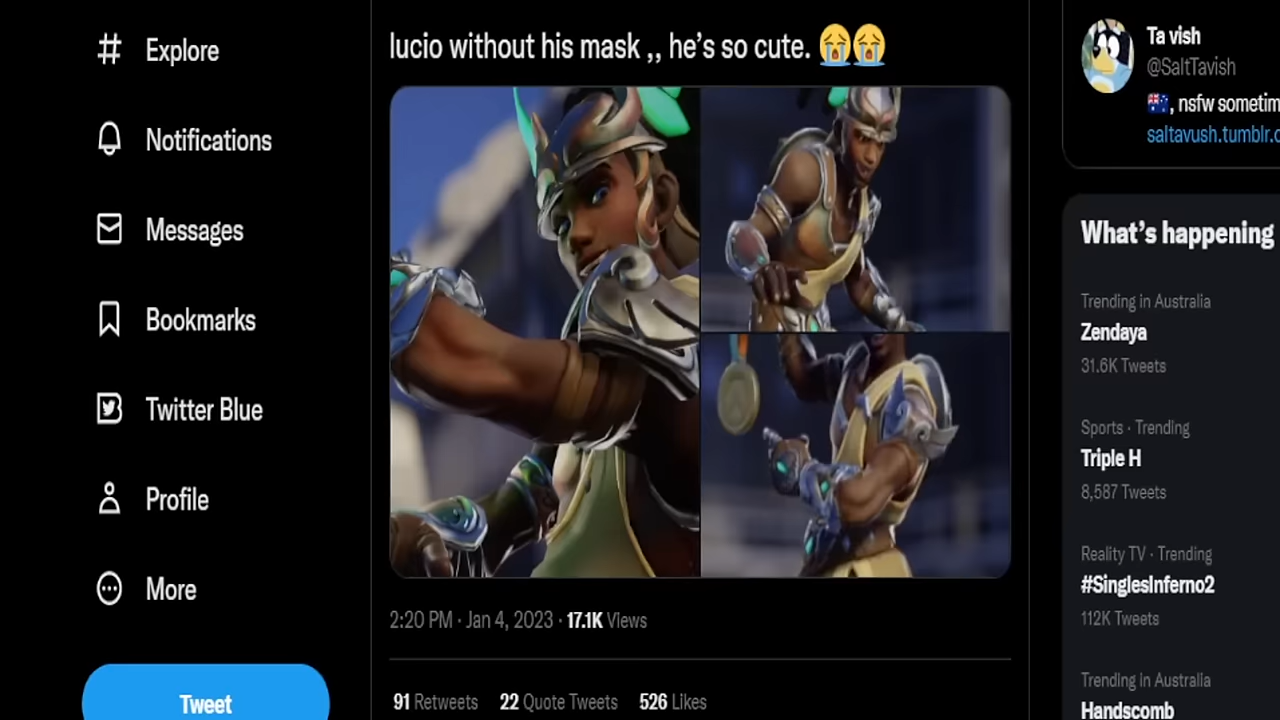 Explore
Notifications
Messages
Bookmarks
Twitter Blue
Profile
More
Tweet
lucio without his mask ,, he's so cute. 😭😭
2:20 PM · Jan 4, 2023 · 17.1K Views
91 Retweets 22 Quote Tweets 526 Likes
Ta vish
@SaltTavish
🇦🇺, nsfw sometim
saltavush.tumblr.c
What's happening
Trending in Australia
Zendaya
31.6K Tweets
Sports · Trending
Triple H
8,587 Tweets
Reality TV · Trending
#SinglesInferno2
112K Tweets
Trending in Australia
Handscomb